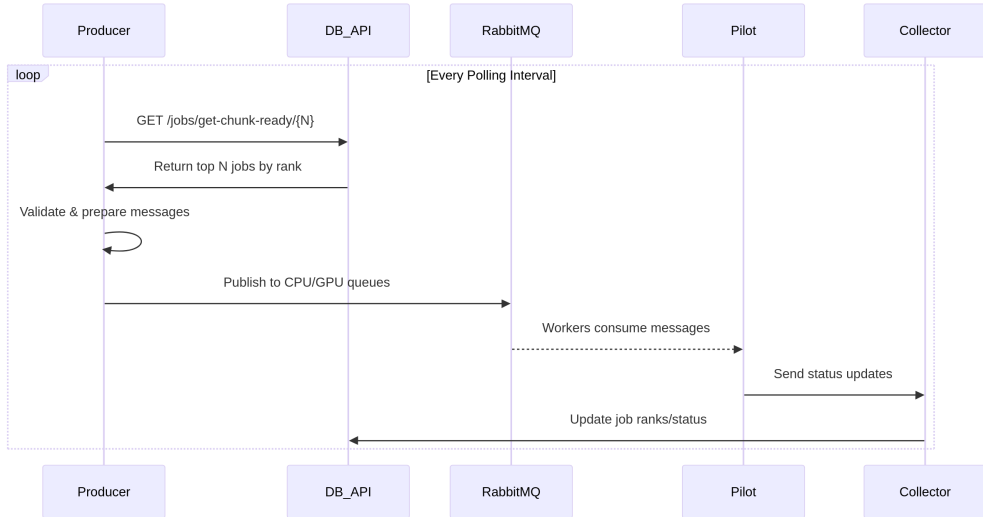 Producer
DB_API
RabbitMQ
Pilot
Collector
loop
[Every Polling Interval]
GET /jobs/get-chunk-ready/{N}
Return top N jobs by rank
Validate & prepare messages
Publish to CPU/GPU queues
Workers consume messages
Send status updates
Update job ranks/status
Producer
DB_API
RabbitMQ
Pilot
Collector